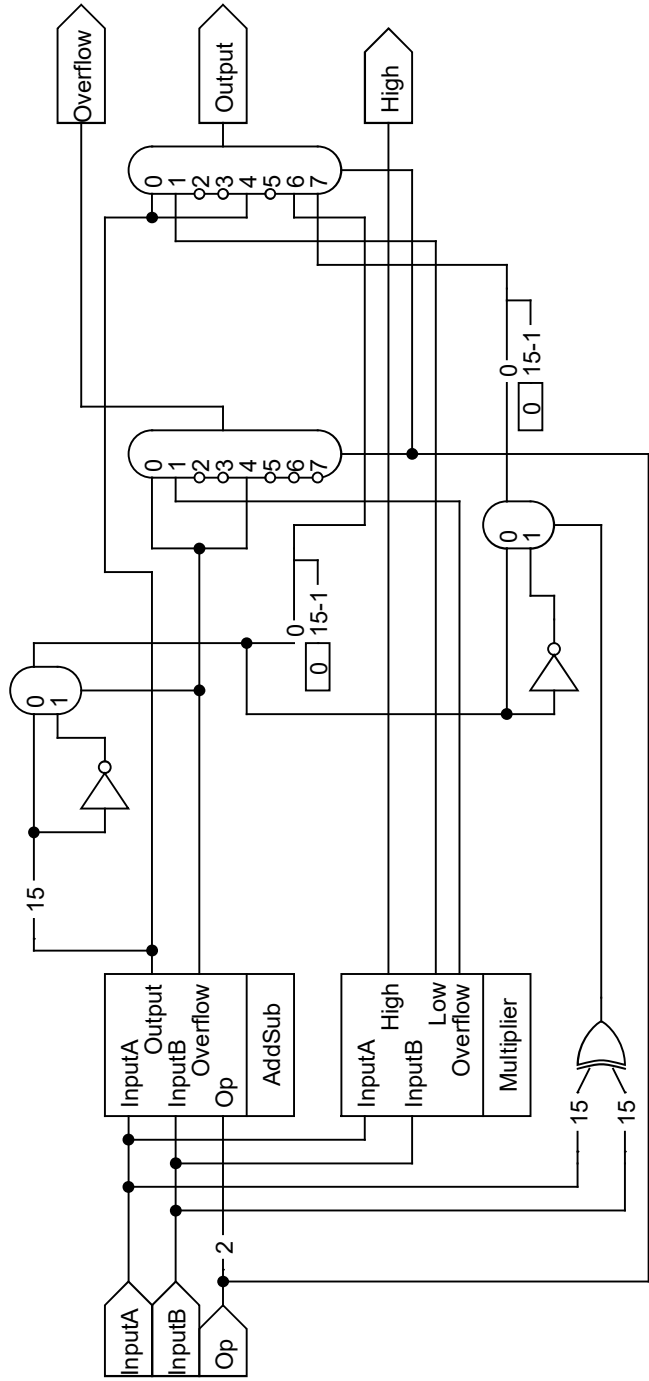 InputA
InputB
Op
2
InputA
Output
InputB
Overflow
Op
AddSub
InputA
High
InputB
Low
Overflow
Multiplier
15
15
15
0
1
0
15-1
0
0
1
0
15-1
0
0
1
2
3
4
5
6
7
0
1
2
3
4
5
6
7
Overflow
Output
High